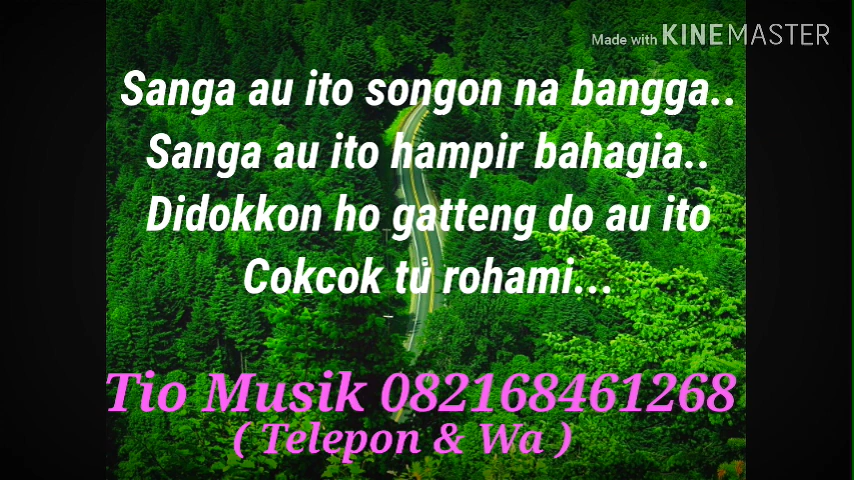 Made with KINEMASTER
Sanga au ito songon na bangga..
Sanga au ito hampir bahagia..
Didokkon ho gatteng do au ito
Cokcok tu rohami...
Tio Musik 082168461268
( Telepon & Wa )